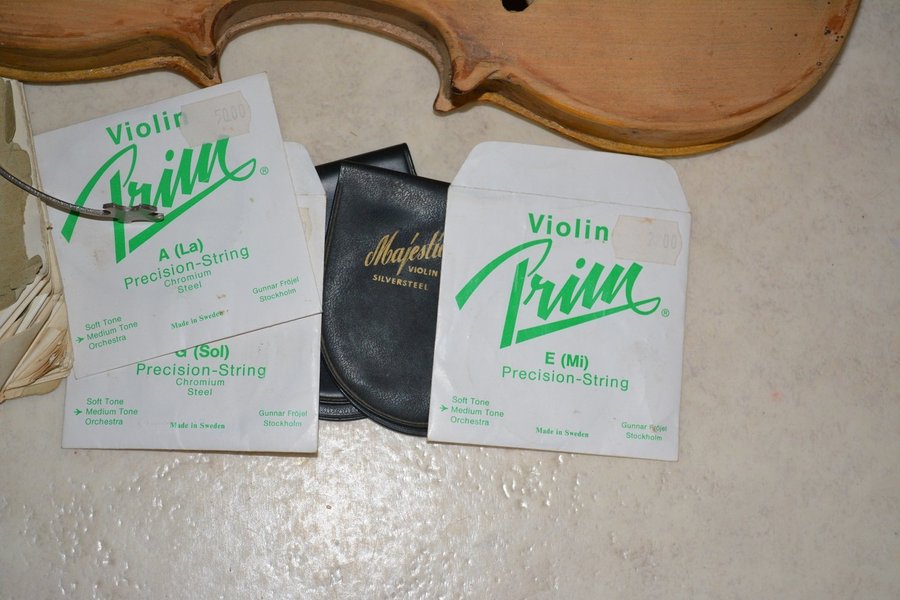 Violin
5000
Prim®
A (La)
Precision-String
Chromium
Steel
Soft Tone
Medium Tone
Orchestra
Made in Sweden
Gunnar Fröjel
Stockholm
G (Sol)
Precision-String
Chromium
Steel
Soft Tone
Medium Tone
Orchestra
Made in Sweden
Gunnar Fröjel
Stockholm
Majestic
VIOLIN
SILVERSTEEL
Violin
Prim®
E (Mi)
Precision-String
Soft Tone
Medium Tone
Orchestra
Made in Sweden
Gunnar Fröjel
Stockholm